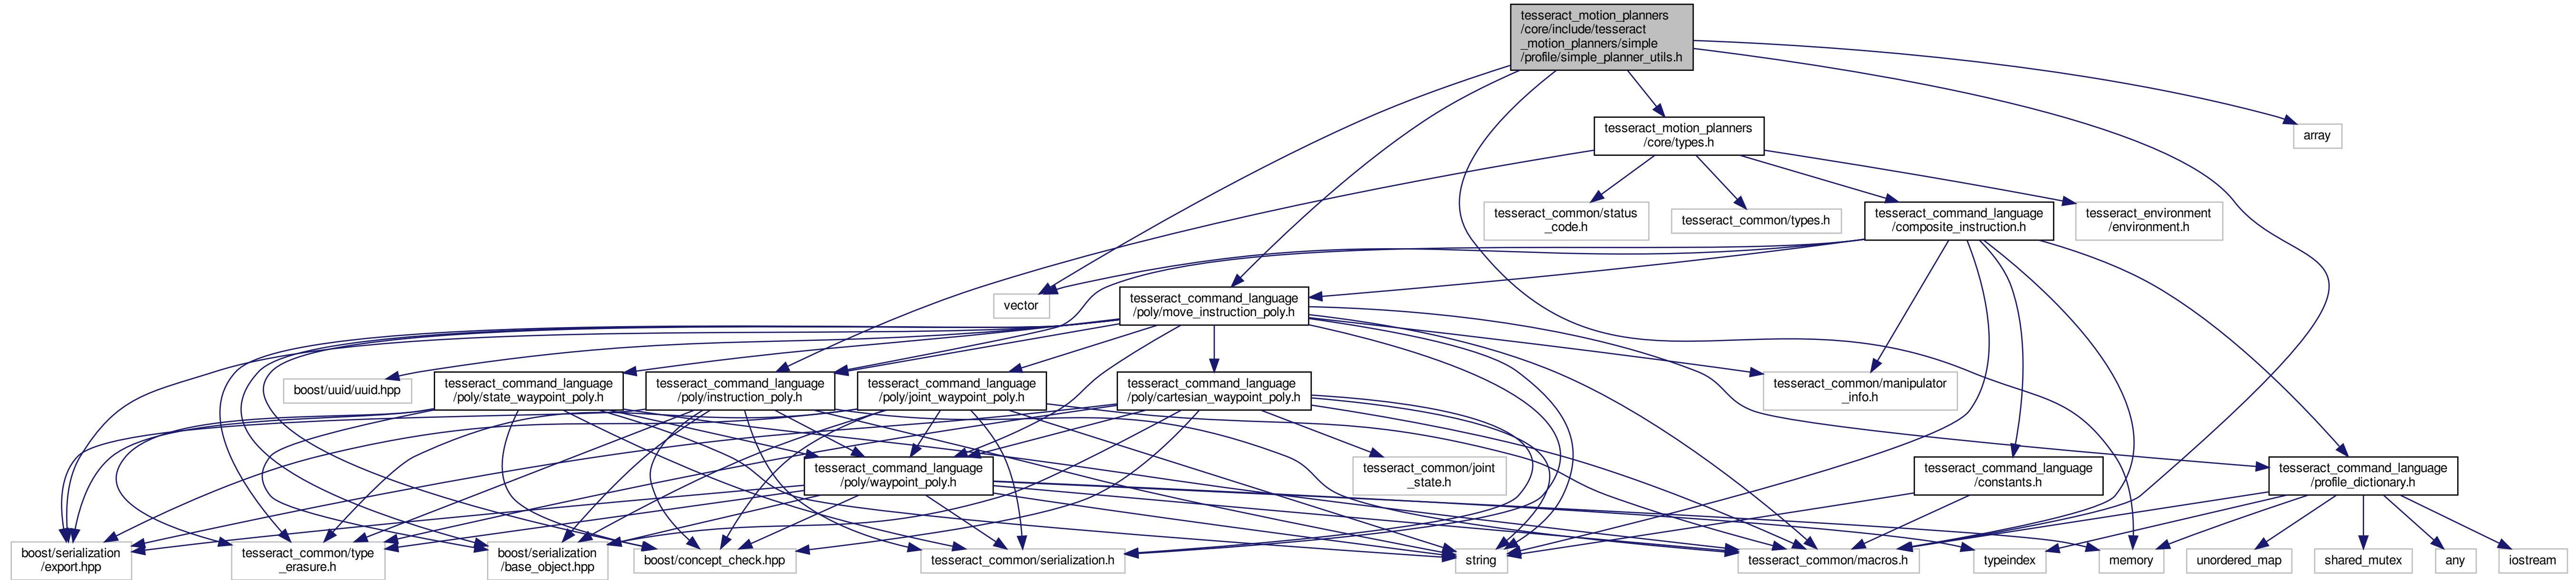 tesseract_motion_planners
/core/include/tesseract
_motion_planners/simple
/profile/simple_planner_utils.h
array
tesseract_motion_planners
/core/types.h
tesseract_common/status
_code.h
tesseract_common/types.h
tesseract_command_language
/composite_instruction.h
tesseract_environment
/environment.h
vector
tesseract_command_language
/poly/move_instruction_poly.h
boost/uuid/uuid.hpp
tesseract_command_language
/poly/state_waypoint_poly.h
tesseract_command_language
/poly/instruction_poly.h
tesseract_command_language
/poly/joint_waypoint_poly.h
tesseract_command_language
/poly/cartesian_waypoint_poly.h
tesseract_common/manipulator
_info.h
tesseract_command_language
/poly/waypoint_poly.h
tesseract_common/joint
_state.h
tesseract_command_language
/constants.h
tesseract_command_language
/profile_dictionary.h
boost/serialization
/export.hpp
tesseract_common/type
_erasure.h
boost/serialization
/base_object.hpp
boost/concept_check.hpp
tesseract_common/serialization.h
string
tesseract_common/macros.h
typeindex
memory
unordered_map
shared_mutex
any
iostream